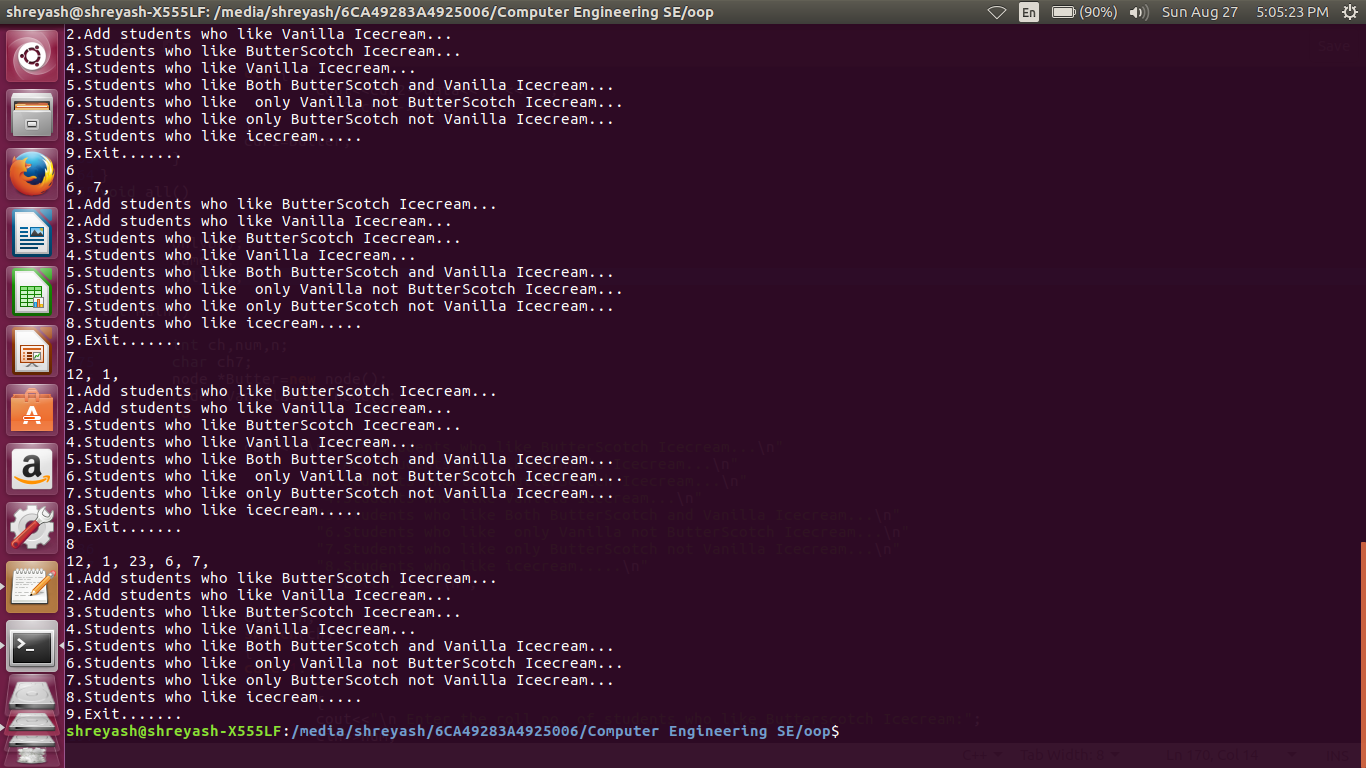 shreyash@shreyash-X555LF: /media/shreyash/6CA49283A4925006/Computer Engineering SE/oop
En (90%) Sun Aug 27 5:05:23 PM
2.Add students who like Vanilla Icecream...
3.Students who like ButterScotch Icecream...
4.Students who like Vanilla Icecream...
5.Students who like Both ButterScotch and Vanilla Icecream...
6.Students who like  only Vanilla not ButterScotch Icecream...
7.Students who like only ButterScotch not Vanilla Icecream...
8.Students who like icecream.....
9.Exit.......
6
6, 7,
1.Add students who like ButterScotch Icecream...
2.Add students who like Vanilla Icecream...
3.Students who like ButterScotch Icecream...
4.Students who like Vanilla Icecream...
5.Students who like Both ButterScotch and Vanilla Icecream...
6.Students who like  only Vanilla not ButterScotch Icecream...
7.Students who like only ButterScotch not Vanilla Icecream...
8.Students who like icecream.....
9.Exit.......
7
12, 1,
1.Add students who like ButterScotch Icecream...
2.Add students who like Vanilla Icecream...
3.Students who like ButterScotch Icecream...
4.Students who like Vanilla Icecream...
5.Students who like Both ButterScotch and Vanilla Icecream...
6.Students who like  only Vanilla not ButterScotch Icecream...
7.Students who like only ButterScotch not Vanilla Icecream...
8.Students who like icecream.....
9.Exit.......
8
12, 1, 23, 6, 7,
1.Add students who like ButterScotch Icecream...
2.Add students who like Vanilla Icecream...
3.Students who like ButterScotch Icecream...
4.Students who like Vanilla Icecream...
5.Students who like Both ButterScotch and Vanilla Icecream...
6.Students who like  only Vanilla not ButterScotch Icecream...
7.Students who like only ButterScotch not Vanilla Icecream...
8.Students who like icecream.....
9.Exit.......
shreyash@shreyash-X555LF:/media/shreyash/6CA49283A4925006/Computer Engineering SE/oop$